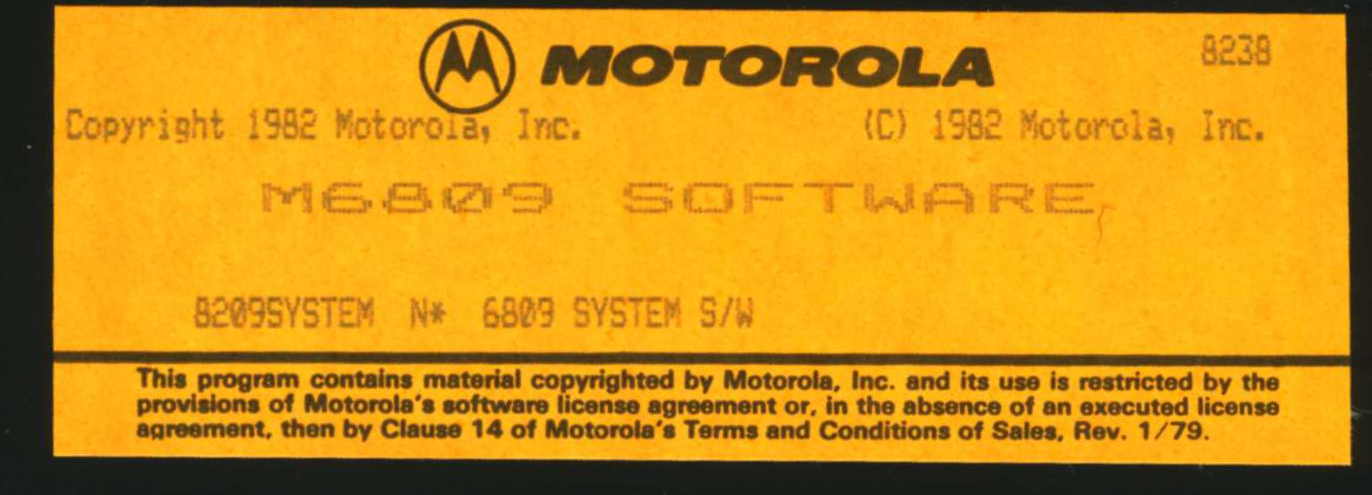 MOTOROLA
8238
Copyright 1982 Motorola, Inc.
(C) 1982 Motorola, Inc.
M6809 SOFTWARE
8209SYSTEM N* 6809 SYSTEM S/W
This program contains material copyrighted by Motorola, Inc. and its use is restricted by the
provisions of Motorola's software license agreement or, in the absence of an executed license
agreement, then by Clause 14 of Motorola's Terms and Conditions of Sales, Rev. 1/79.